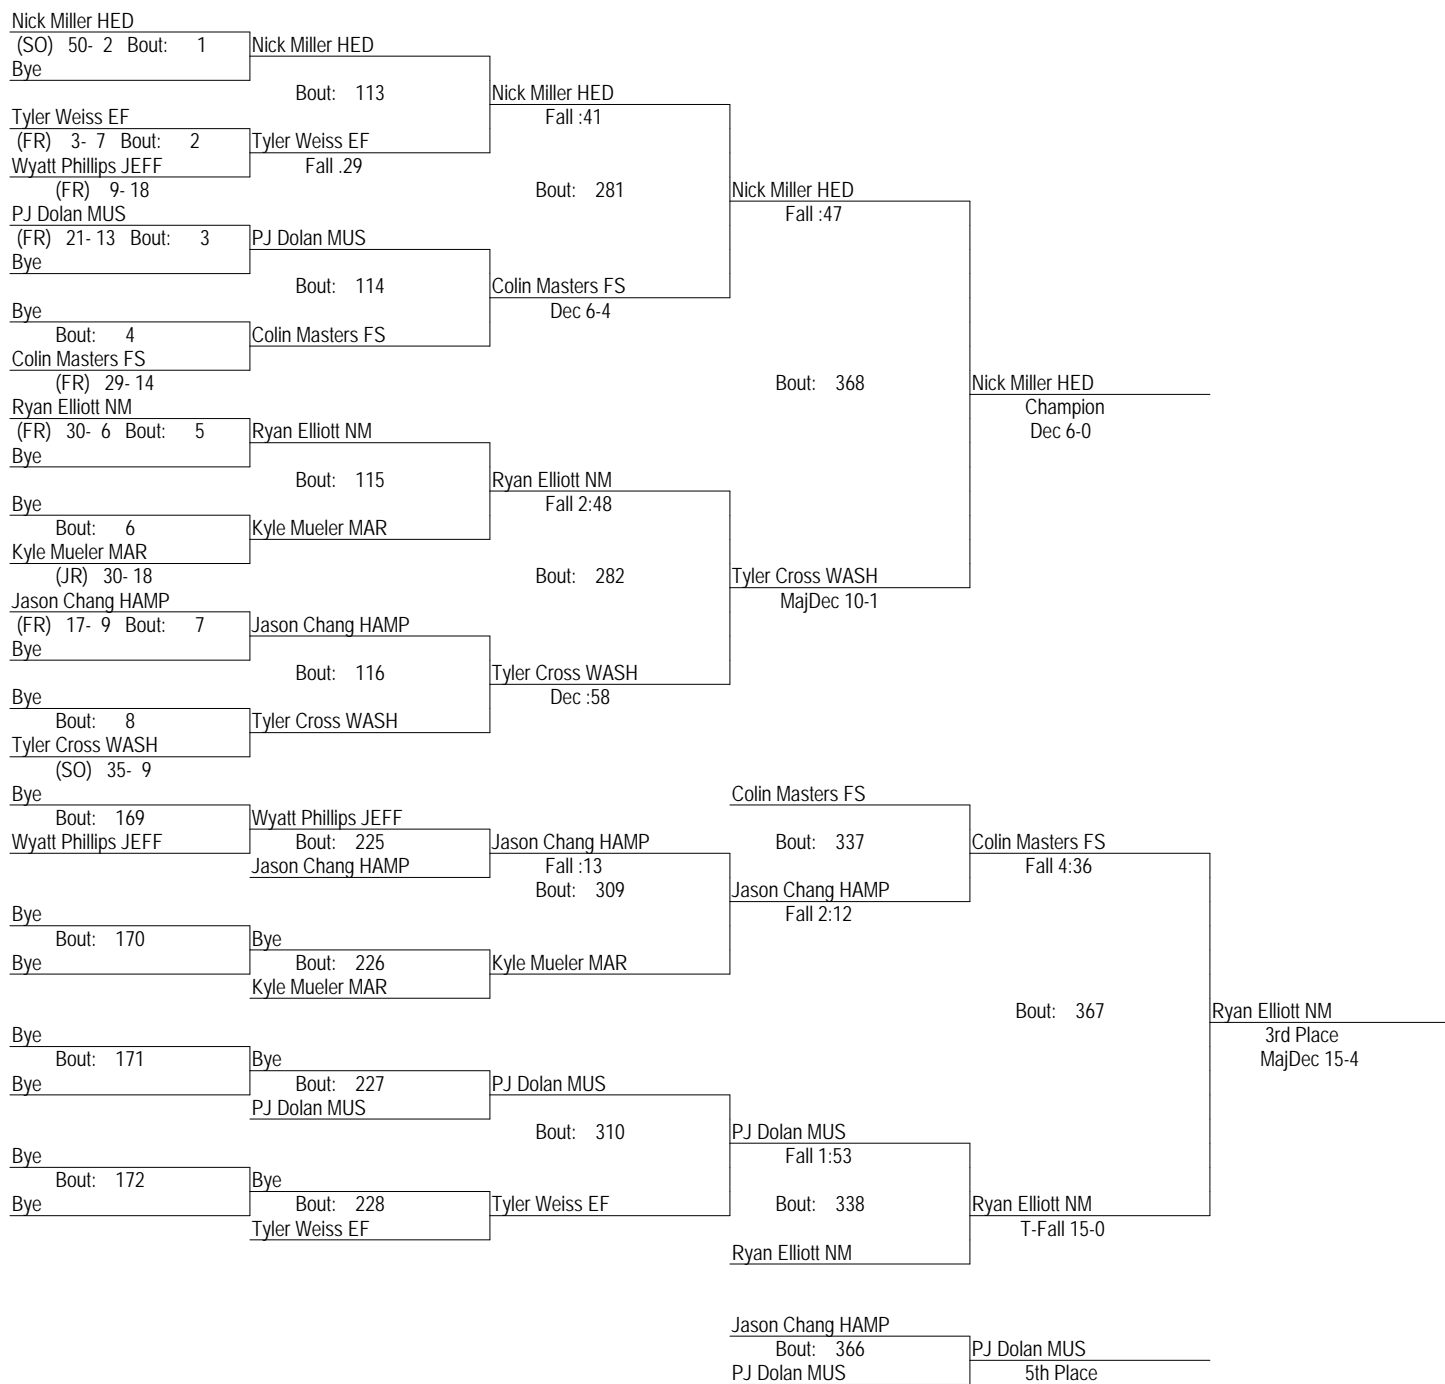 Nick Miller HED
(SO) 50- 2 Bout: 1 Nick Miller HED
Bye
Bout: 113 Nick Miller HED
Tyler Weiss EF Fall :41
(FR) 3- 7 Bout: 2 Tyler Weiss EF
Wyatt Phillips JEFF Fall .29
(FR) 9- 18 Bout: 281 Nick Miller HED
PJ Dolan MUS Fall :47
(FR) 21- 13 Bout: 3 PJ Dolan MUS
Bye
Bout: 114 Colin Masters FS
Bye Dec 6-4
Bout: 4 Colin Masters FS
Colin Masters FS
(FR) 29- 14 Bout: 368 Nick Miller HED
Ryan Elliott NM Champion
(FR) 30- 6 Bout: 5 Ryan Elliott NM Dec 6-0
Bye
Bout: 115 Ryan Elliott NM
Bye Fall 2:48
Bout: 6 Kyle Mueler MAR
Kyle Mueler MAR
(JR) 30- 18 Bout: 282 Tyler Cross WASH
Jason Chang HAMP MajDec 10-1
(FR) 17- 9 Bout: 7 Jason Chang HAMP
Bye
Bout: 116 Tyler Cross WASH
Bye Dec :58
Bout: 8 Tyler Cross WASH
Tyler Cross WASH
(SO) 35- 9
Bye Colin Masters FS
Bout: 169 Wyatt Phillips JEFF
Wyatt Phillips JEFF Bout: 225 Jason Chang HAMP Bout: 337 Colin Masters FS
Jason Chang HAMP Fall :13 Fall 4:36
Bout: 309 Jason Chang HAMP
Bye Fall 2:12
Bout: 170 Bye
Bye Bout: 226 Kyle Mueler MAR
Kyle Mueler MAR
Bout: 367 Ryan Elliott NM
Bye 3rd Place
Bout: 171 Bye MajDec 15-4
Bye Bout: 227 PJ Dolan MUS
PJ Dolan MUS
Bout: 310 PJ Dolan MUS
Bye Fall 1:53
Bout: 172 Bye
Bye Bout: 228 Tyler Weiss EF Bout: 338 Ryan Elliott NM
Tyler Weiss EF T-Fall 15-0
Ryan Elliott NM
Jason Chang HAMP
Bout: 366 PJ Dolan MUS
PJ Dolan MUS 5th Place